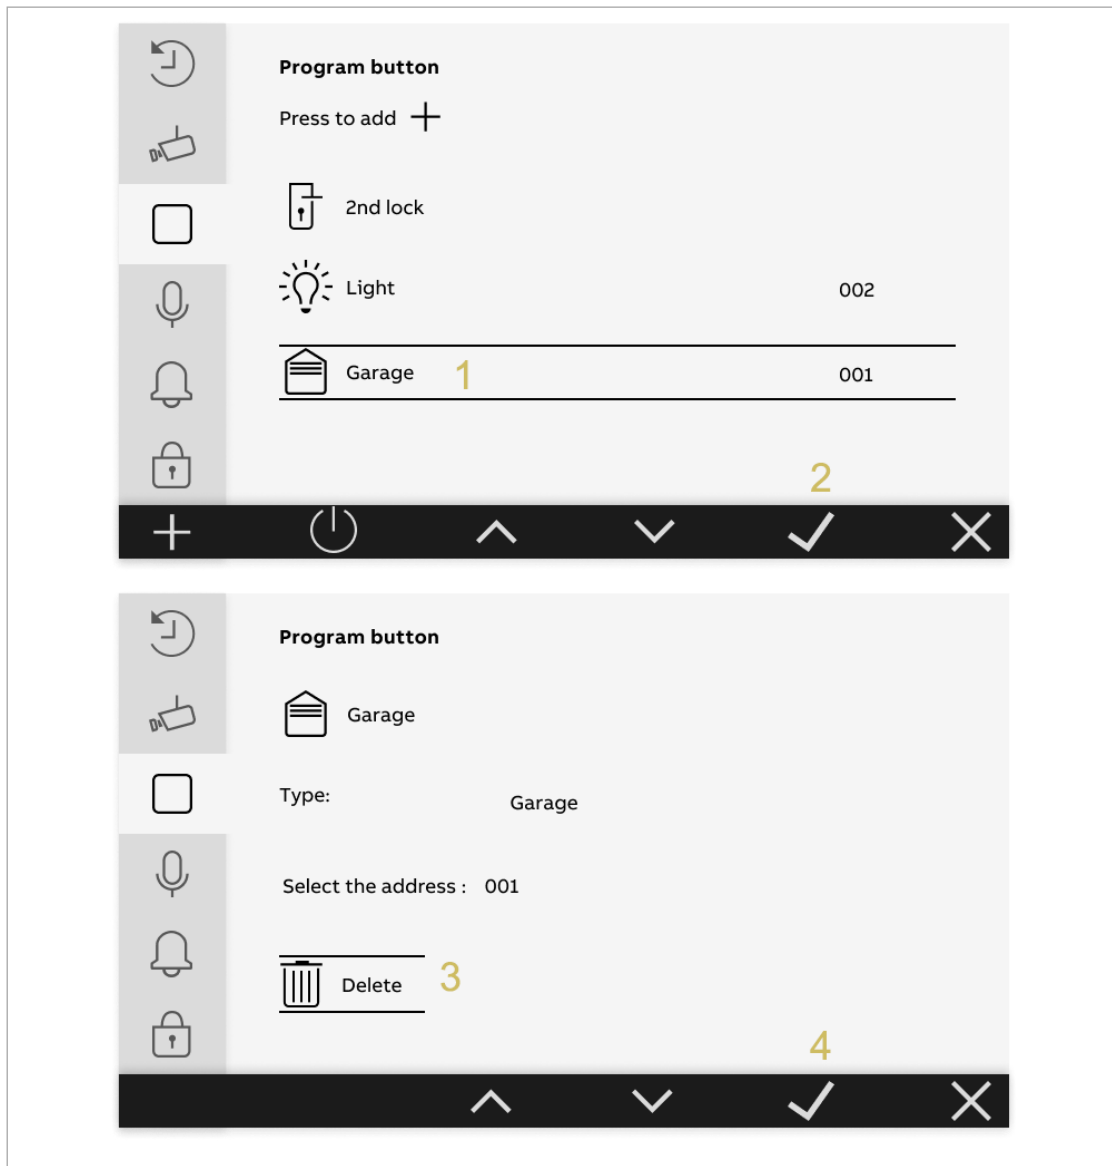 Program button
Press to add
2nd lock
Light 002
Garage 1 001
2
Program button
Garage
Type: Garage
Select the address : 001
Delete 3
4